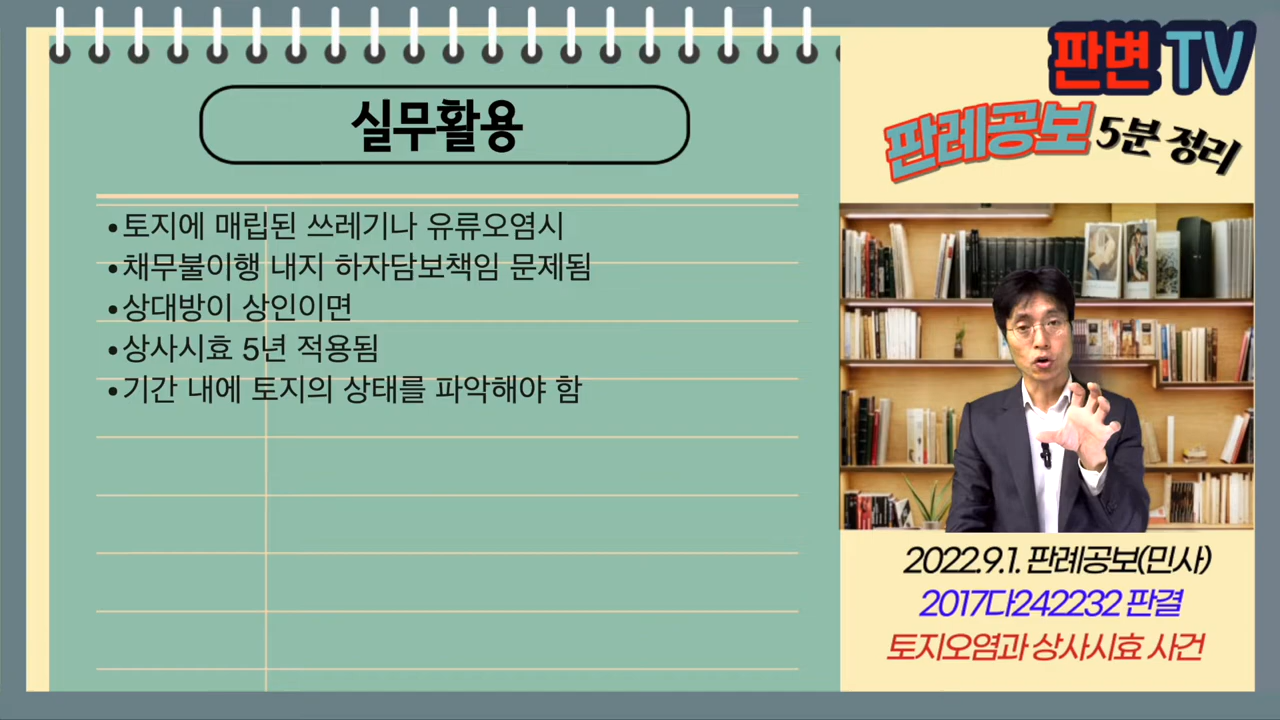 판변 TV
판례공보 5분 정리
실무활용
•토지에 매립된 쓰레기나 유류오염시
•채무불이행 내지 하자담보책임 문제됨
•상대방이 상인이면
•상사시효 5년 적용됨
•기간 내에 토지의 상태를 파악해야 함
2022.9.1. 판례공보(민사)
2017다242232 판결
토지오염과 상사시효 사건